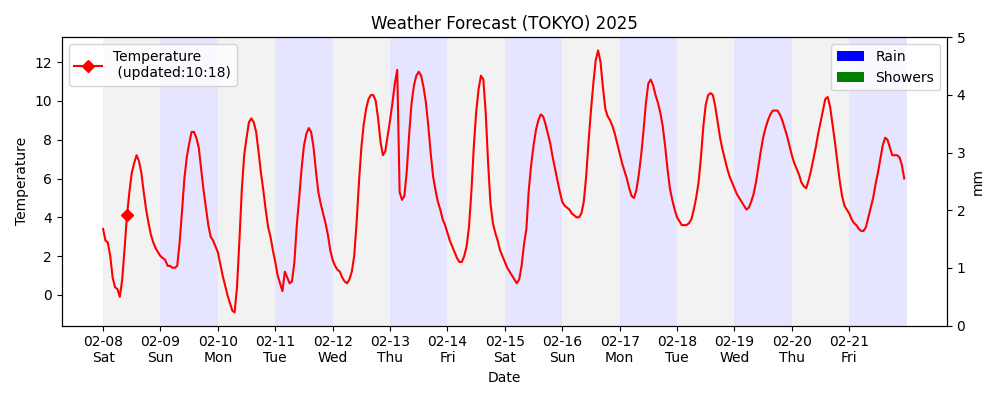 Weather Forecast (TOKYO) 2025
Temperature
(updated:10:18)
Rain
Showers
Temperature
12
10
8
6
4
2
0
5
4
3
2
1
0
mm
02-08 02-09 02-10 02-11 02-12 02-13 02-14 02-15 02-16 02-17 02-18 02-19 02-20 02-21
Sat Sun Mon Tue Wed Thu Fri Sat Sun Mon Tue Wed Thu Fri
Date